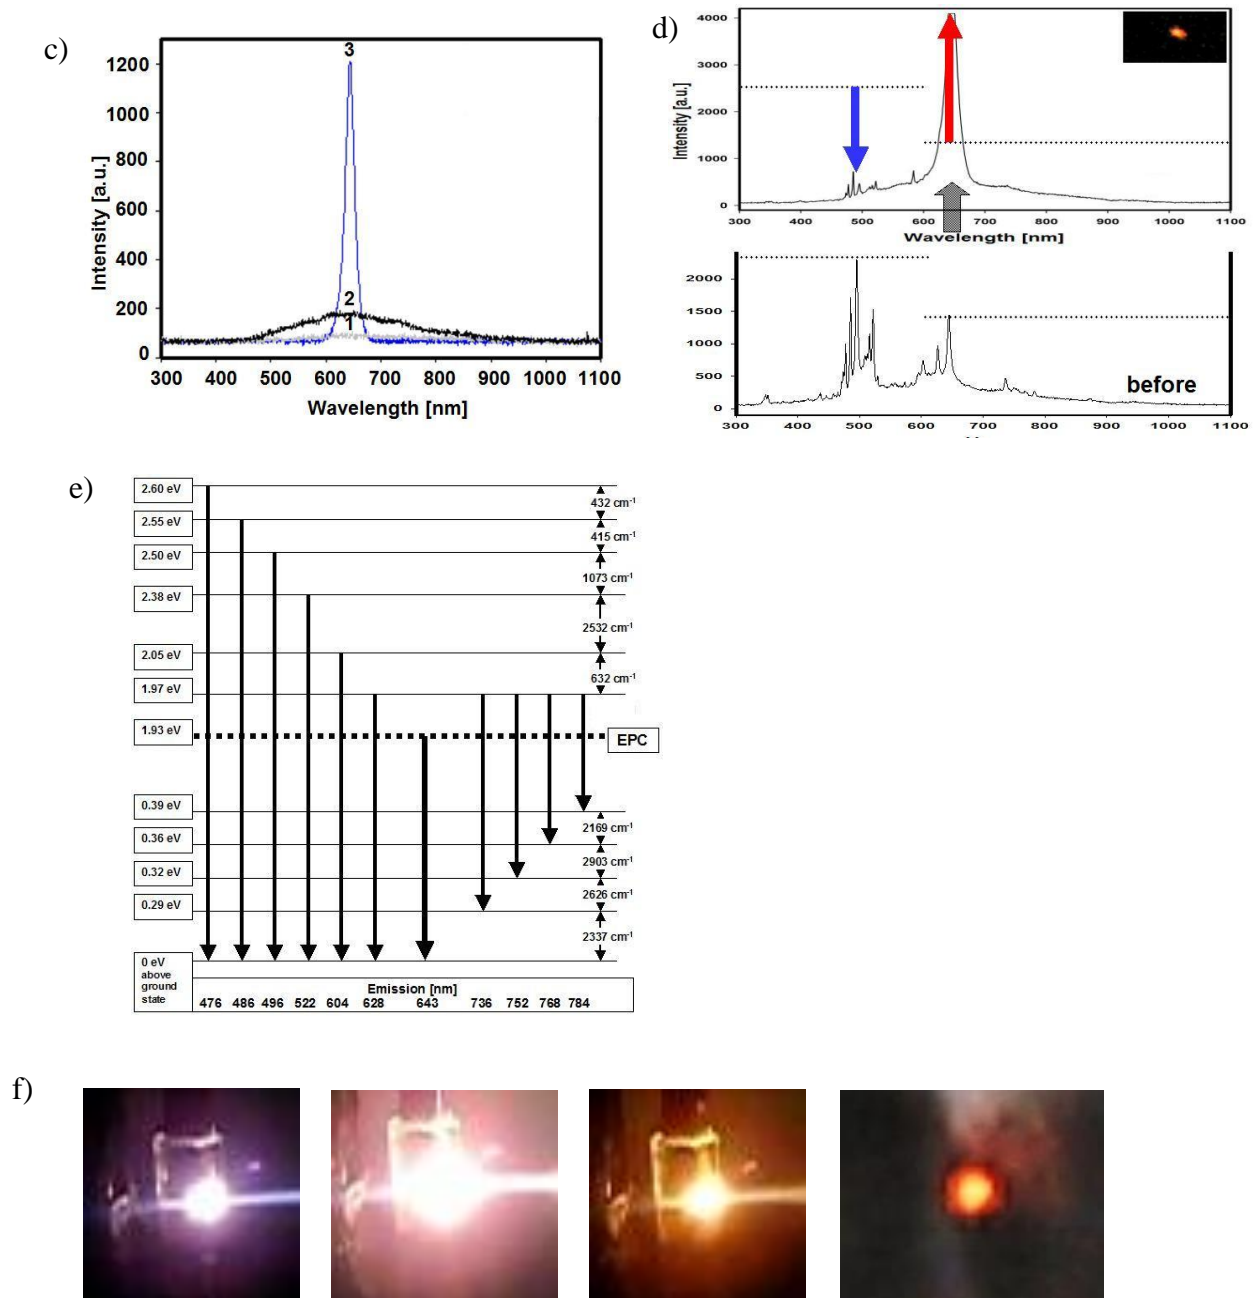 c)
3
1200
1000
800
600
400
200
0
2
1
Intensity [a.u.]
300 400 500 600 700 800 900 1000 1100
Wavelength [nm]
d)
4000
3000
2000
1000
0
Intensity [a.u.]
300 400 500 600 700 800 900 1000 1100
Wavelength [nm]
2000
1500
1000
500
0
before
300 400 500 600 700 800 900 1000 1100
e)
2.60 eV
432 cm-1
2.55 eV
415 cm-1
2.50 eV
1073 cm-1
2.38 eV
2532 cm-1
2.05 eV
632 cm-1
1.97 eV
1.93 eV
EPC
0.39 eV
2169 cm-1
0.36 eV
2903 cm-1
0.32 eV
2626 cm-1
0.29 eV
2337 cm-1
0 eV
above
ground
state
Emission [nm]
476 486 496 522 604 628 643 736 752 768 784
f)